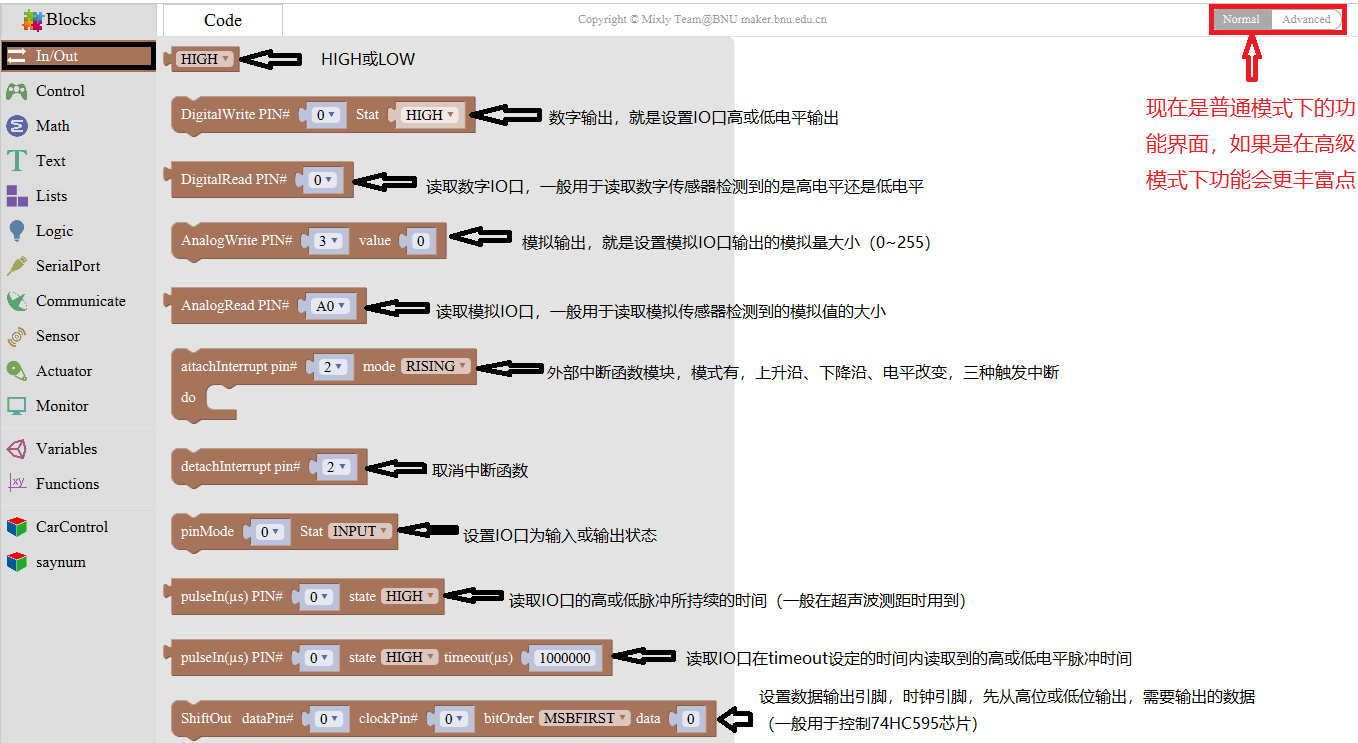 Blocks
Code
Copyright © Mixly Team@BNU maker.bnu.edu.cn
Normal Advanced
In/Out
Control
Math
Text
Lists
Logic
SerialPort
Communicate
Sensor
Actuator
Monitor
Variables
Functions
CarControl
saynum
HIGH HIGH或LOW
DigitalWrite PIN# 0 Stat HIGH 数字输出，就是设置IO口高或低电平输出
DigitalRead PIN# 0 读取数字IO口，一般用于读取数字传感器检测到的是高电平还是低电平
AnalogWrite PIN# 3 value 0 模拟输出，就是设置模拟IO口输出的模拟量大小（0~255）
AnalogRead PIN# A0 读取模拟IO口，一般用于读取模拟传感器检测到的模拟值的大小
attachInterrupt pin# 2 mode RISING 外部中断函数模块，模式有，上升沿、下降沿、电平改变，三种触发中断
do
detachInterrupt pin# 2 取消中断函数
pinMode 0 Stat INPUT 设置IO口为输入或输出状态
pulseIn(µs) PIN# 0 state HIGH 读取IO口的高或低脉冲所持续的时间（一般在超声波测距时用到）
pulseIn(µs) PIN# 0 state HIGH timeout(µs) 1000000 读取IO口在timeout设定的时间内读取到的高或低电平脉冲时间
ShiftOut dataPin# 0 clockPin# 0 bitOrder MSBFIRST data 0
设置数据输出引脚，时钟引脚，先从高位或低位输出，需要输出的数据
（一般用于控制74HC595芯片）
现在是普通模式下的功
能界面，如果是在高级
模式下功能会更丰富点